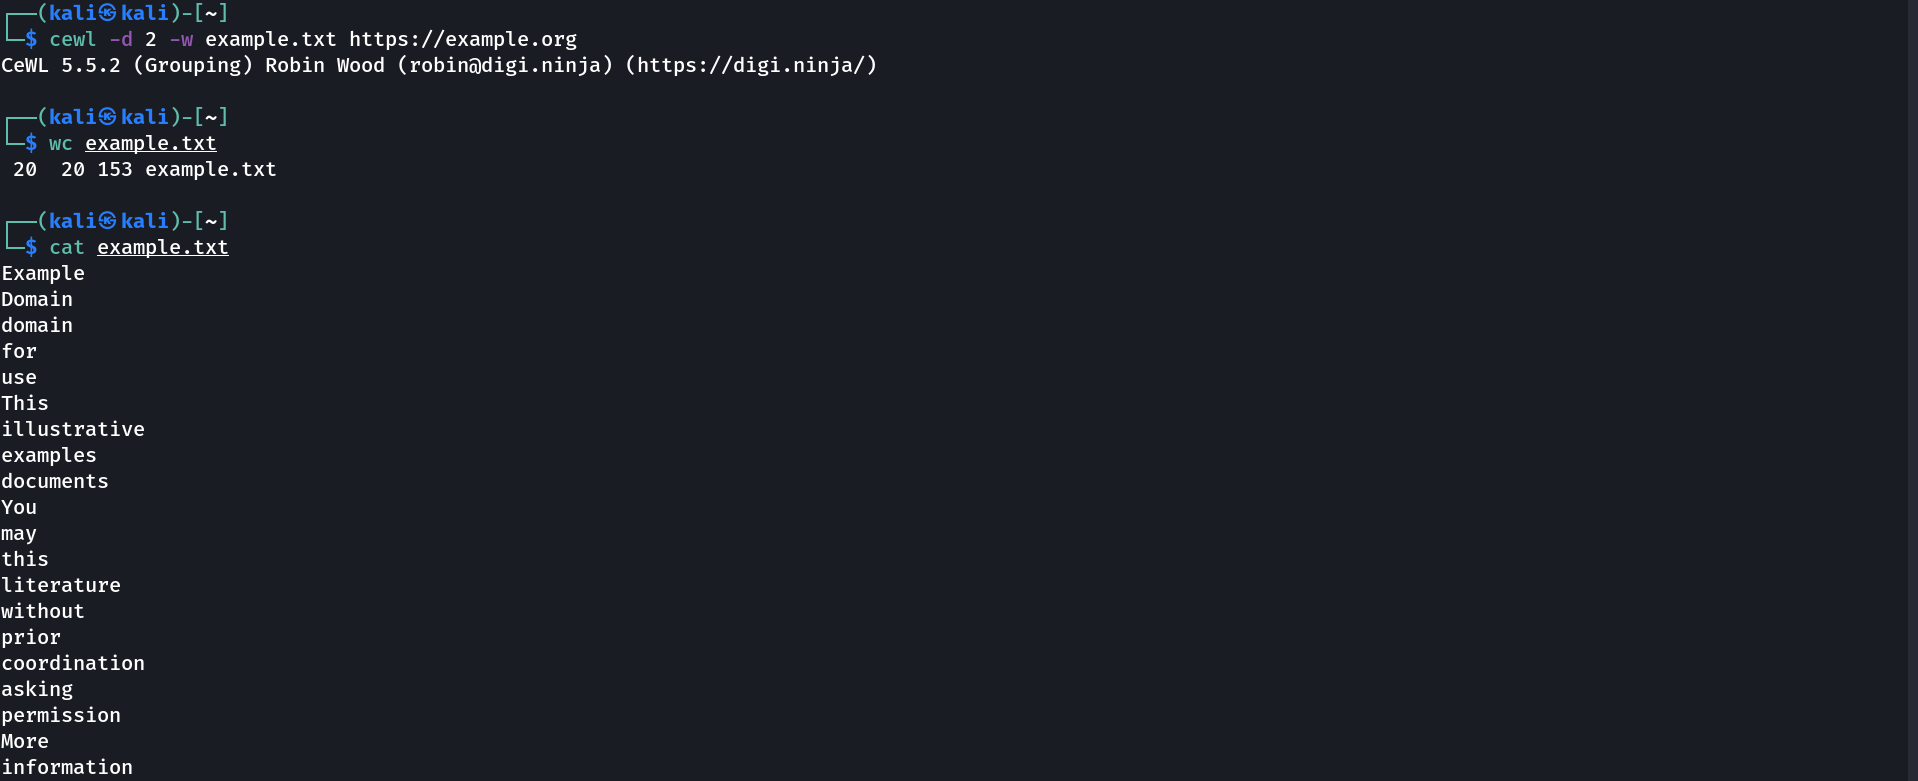 ┌──(kali㉿kali)-[~]
└─$ cewl -d 2 -w example.txt https://example.org
CeWL 5.5.2 (Grouping) Robin Wood (robin@digi.ninja) (https://digi.ninja/)
┌──(kali㉿kali)-[~]
└─$ wc example.txt
 20  20 153 example.txt
┌──(kali㉿kali)-[~]
└─$ cat example.txt
Example
Domain
domain
for
use
This
illustrative
examples
documents
You
may
this
literature
without
prior
coordination
asking
permission
More
information